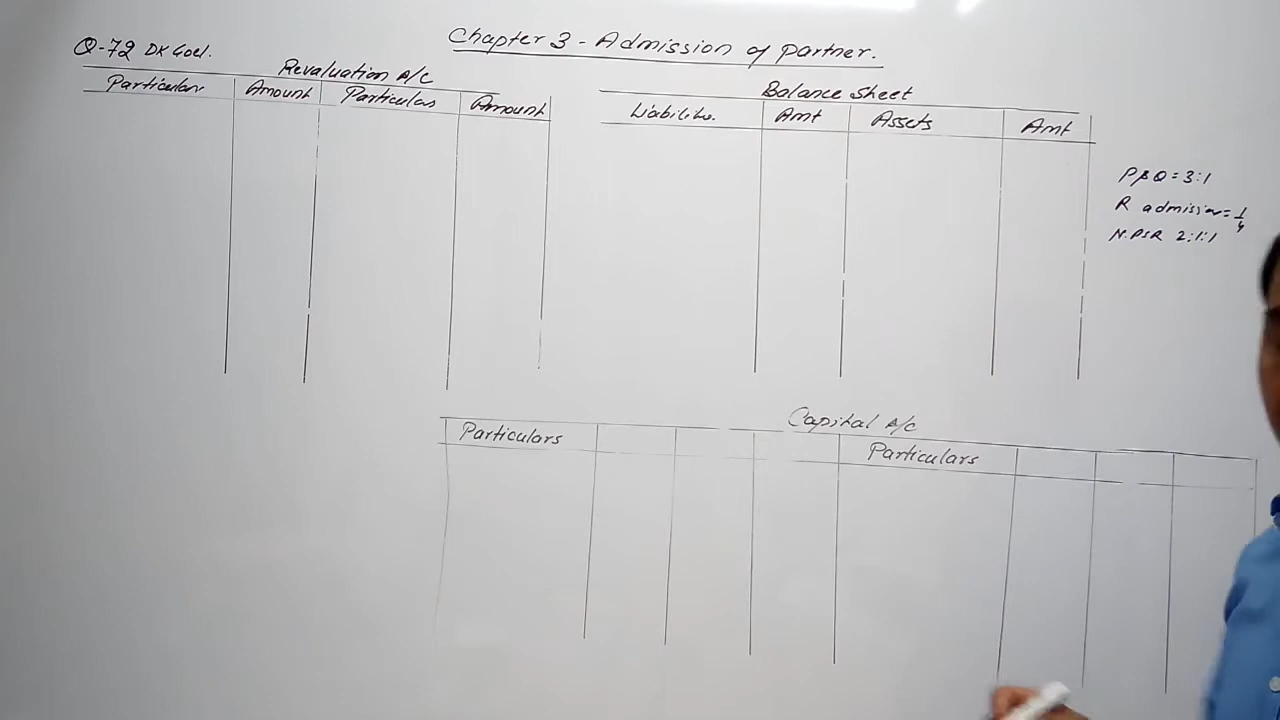 Chapter 3 - Admission of Partner.
Q-72 DK Goel.
Revaluation A/C
Particulars Amount Particulars Amount
Balance Sheet
Liabilities. Amt Assets Amt
P & Q = 3:1
R admission = 1/4
N.PSR 2:1:1
Capital A/C
Particulars Particulars